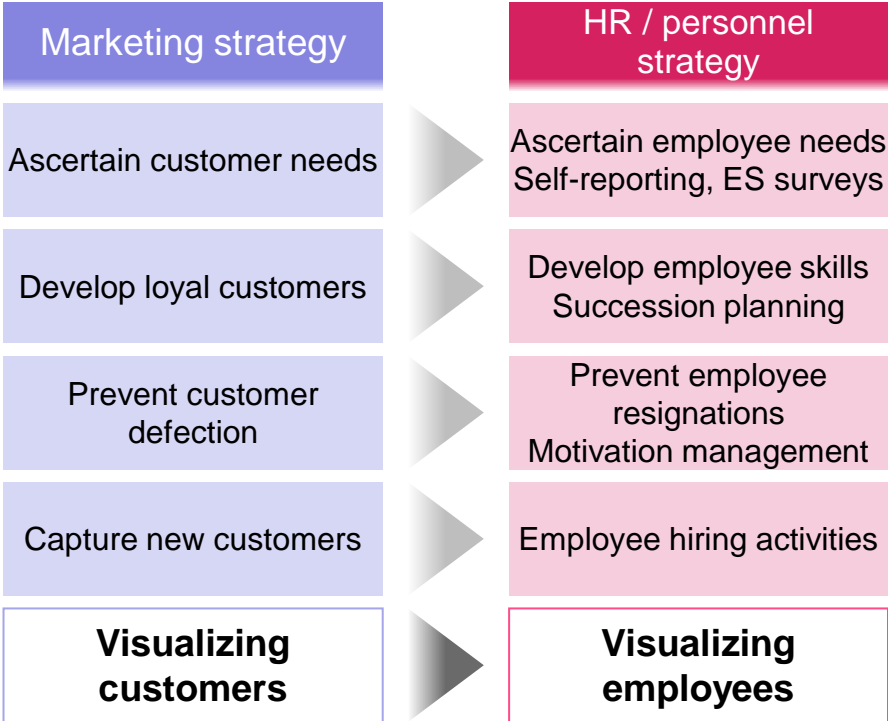 Marketing strategy
HR / personnel
strategy
Ascertain customer needs
Ascertain employee needs
Self-reporting, ES surveys
Develop loyal customers
Develop employee skills
Succession planning
Prevent customer
defection
Prevent employee
resignations
Motivation management
Capture new customers
Employee hiring activities
Visualizing
customers
Visualizing
employees